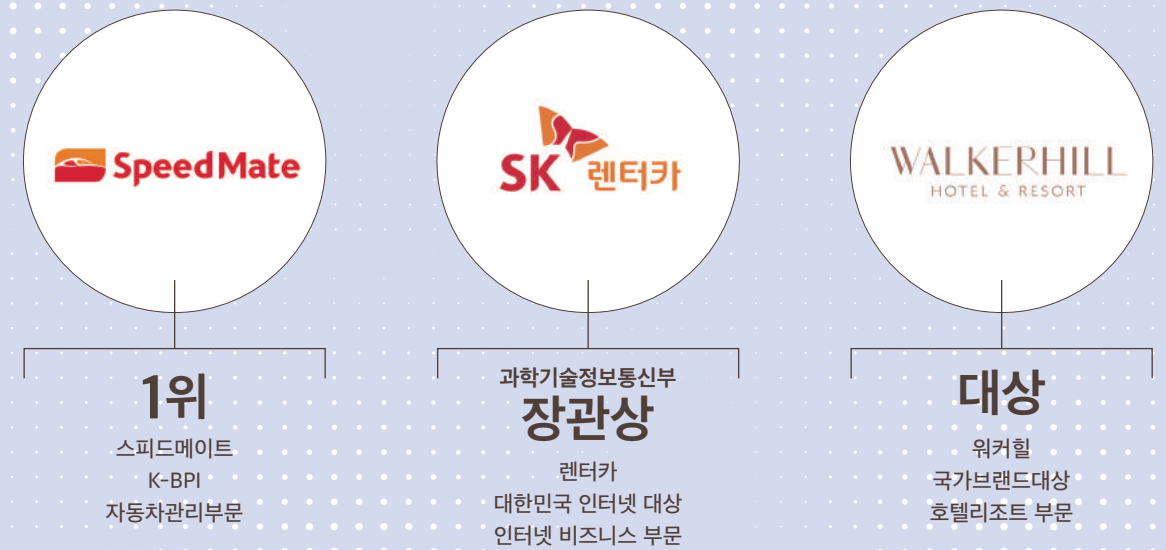 SpeedMate
1위
스피드메이트
K-BPI
자동차관리부문
SK 렌터카
과학기술정보통신부
장관상
렌터카
대한민국 인터넷 대상
인터넷 비즈니스 부문
WALKERHILL
HOTEL & RESORT
대상
워커힐
국가브랜드대상
호텔리조트 부문